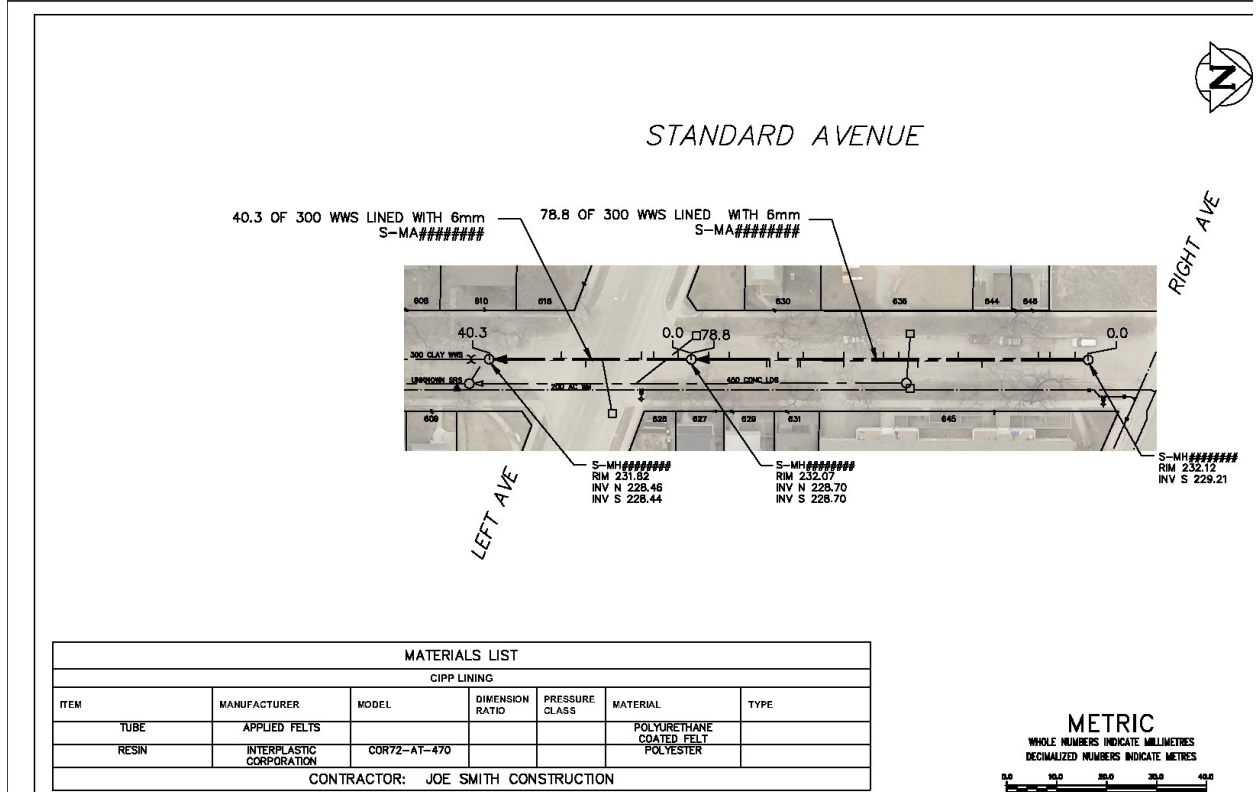 N
STANDARD AVENUE
RIGHT AVE
40.3 OF 300 WWS LINED WITH 6mm
S-MA########
78.8 OF 300 WWS LINED WITH 6mm
S-MA########
608
610
618
630
636
644
648
40.3
0.0
78.8
0.0
300 CLAY WWS
UNKNOWN SRS
200 AC WM
450 CONC LDS
609
625
627
629
631
645
S-MH########
RIM 231.82
INV N 228.46
INV S 228.44
S-MH########
RIM 232.07
INV N 228.70
INV S 228.70
S-MH########
RIM 232.12
INV S 229.21
LEFT AVE
MATERIALS LIST
CIPP LINING
ITEM MANUFACTURER MODEL DIMENSION RATIO PRESSURE CLASS MATERIAL TYPE
TUBE APPLIED FELTS POLYURETHANE COATED FELT
RESIN INTERPLASTIC CORPORATION COR72-AT-470 POLYESTER
CONTRACTOR: JOE SMITH CONSTRUCTION
METRIC
WHOLE NUMBERS INDICATE MILLIMETRES
DECIMALIZED NUMBERS INDICATE METRES
0.0 10.0 20.0 30.0 40.0